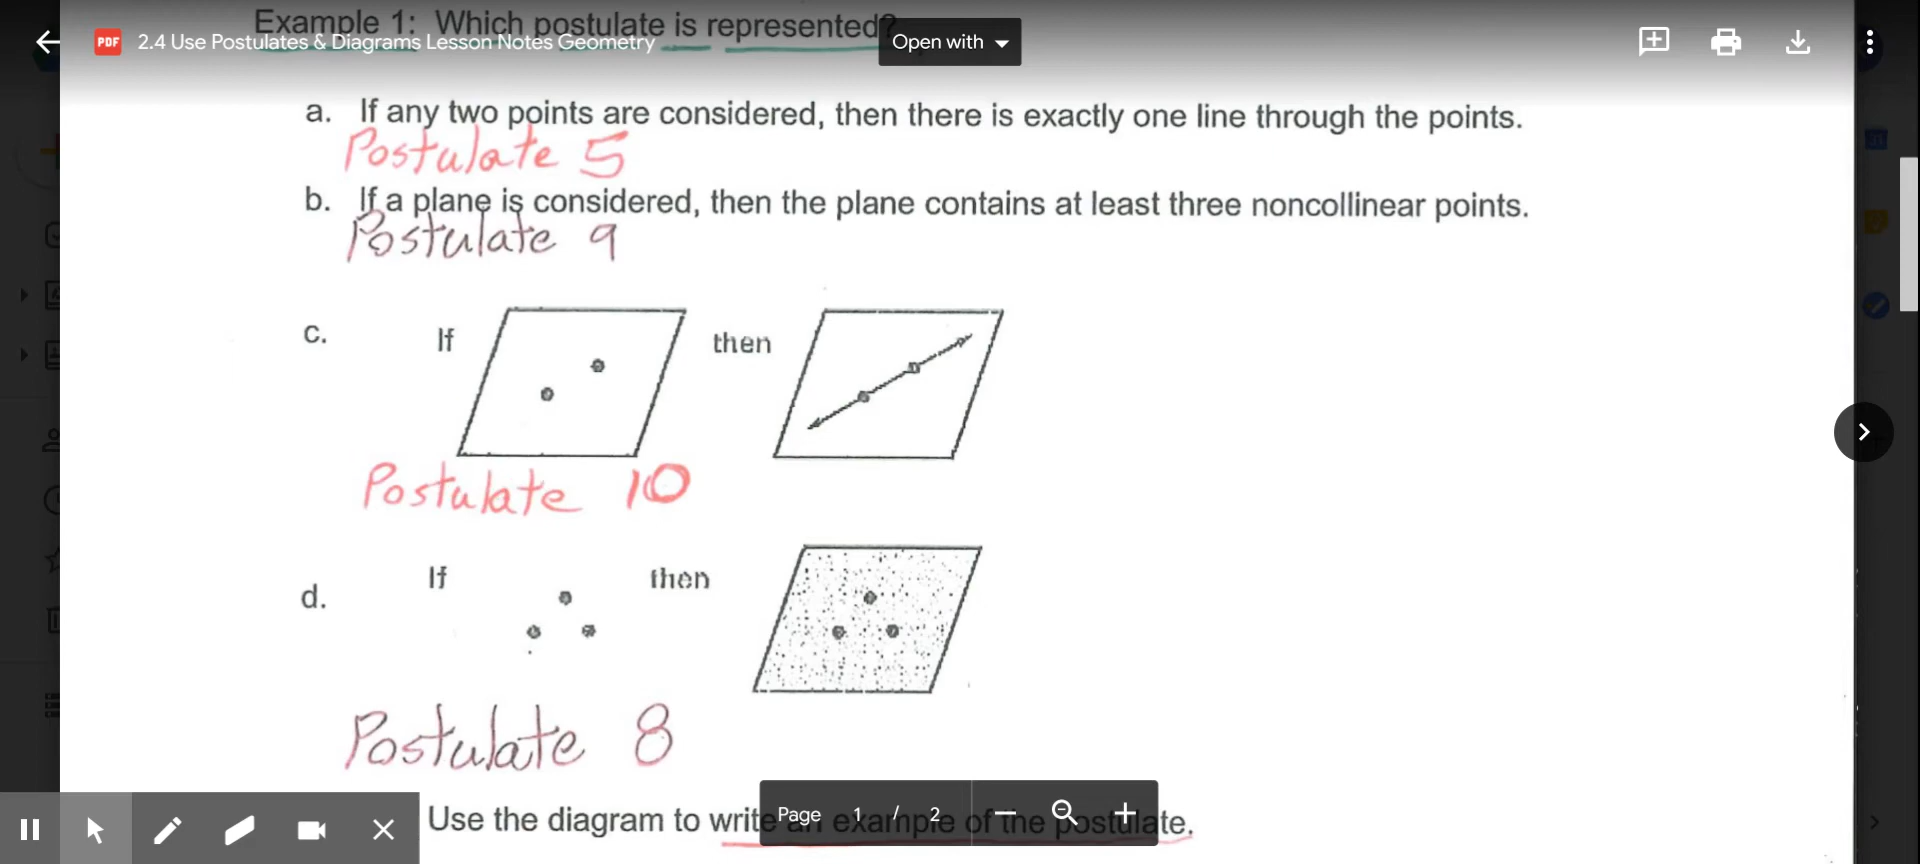 Example 1: Which postulate is represented?
PDF 2.4 Use Postulates & Diagrams Lesson Notes Geometry
Open with
a. If any two points are considered, then there is exactly one line through the points.
Postulate 5
b. If a plane is considered, then the plane contains at least three noncollinear points.
Postulate 9
c. If then
Postulate 10
d. If then
Postulate 8
Use the diagram to write an example of the postulate.
Page 1 / 2